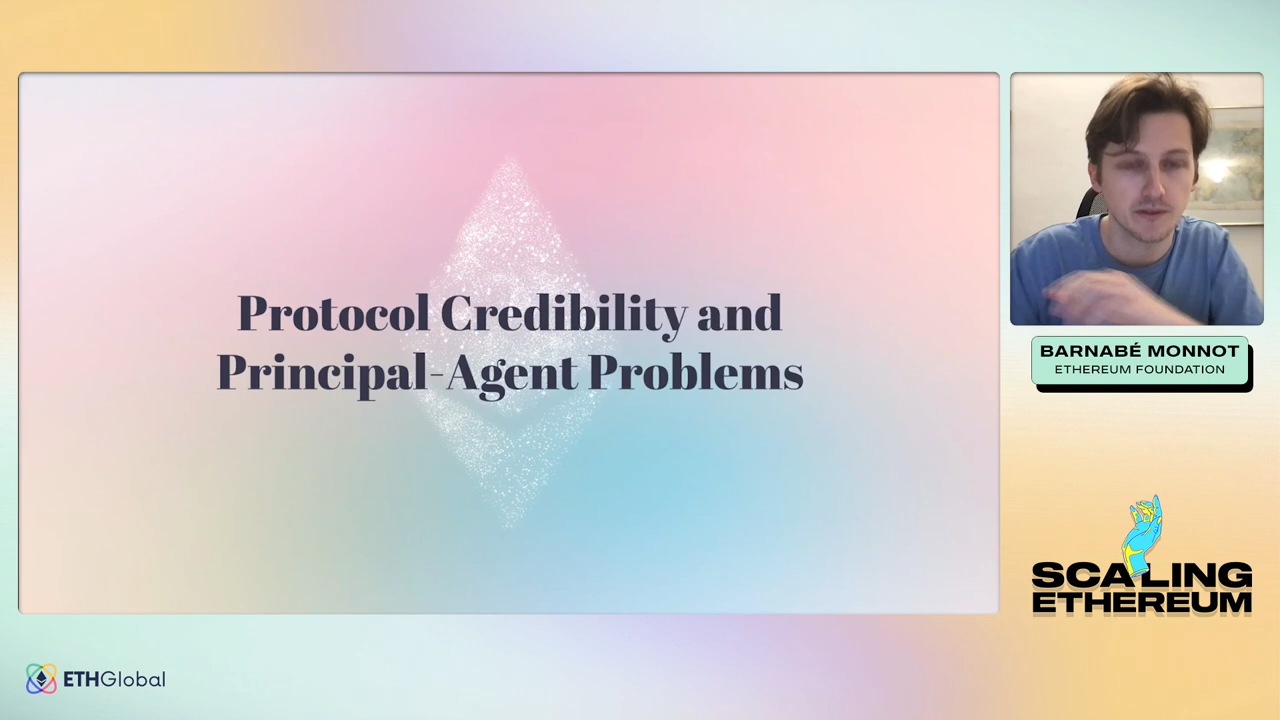 Protocol Credibility and
Principal-Agent Problems
BARNABÉ MONNOT
ETHEREUM FOUNDATION
SCALING
ETHEREUM
ETHGlobal